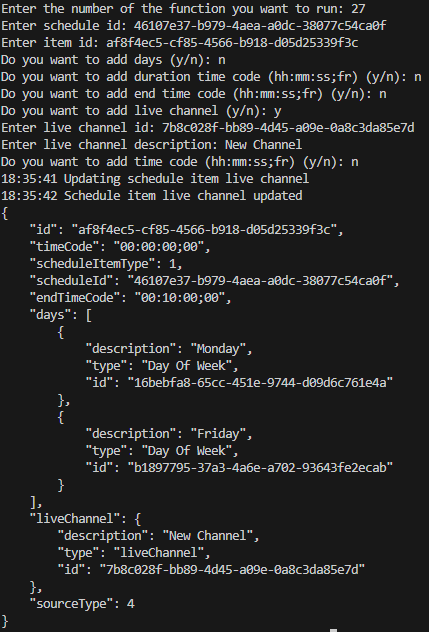 Enter the number of the function you want to run: 27
Enter schedule id: 46107e37-b979-4aea-a0dc-38077c54ca0f
Enter item id: af8f4ec5-cf85-4566-b918-d05d25339f3c
Do you want to add days (y/n): n
Do you want to add duration time code (hh:mm:ss;fr) (y/n): n
Do you want to add end time code (hh:mm:ss;fr) (y/n): n
Do you want to add live channel (y/n): y
Enter live channel id: 7b8c028f-bb89-4d45-a09e-0a8c3da85e7d
Enter live channel description: New Channel
Do you want to add time code (hh:mm:ss;fr) (y/n): n
18:35:41 Updating schedule item live channel
18:35:42 Schedule item live channel updated
{
    "id": "af8f4ec5-cf85-4566-b918-d05d25339f3c",
    "timeCode": "00:00:00;00",
    "scheduleItemType": 1,
    "scheduleId": "46107e37-b979-4aea-a0dc-38077c54ca0f",
    "endTimeCode": "00:10:00;00",
    "days": [
        {
            "description": "Monday",
            "type": "Day Of Week",
            "id": "16bebfa8-65cc-451e-9744-d09d6c761e4a"
        },
        {
            "description": "Friday",
            "type": "Day Of Week",
            "id": "b1897795-37a3-4a6e-a702-93643fe2ecab"
        }
    ],
    "liveChannel": {
        "description": "New Channel",
        "type": "liveChannel",
        "id": "7b8c028f-bb89-4d45-a09e-0a8c3da85e7d"
    },
    "sourceType": 4
}